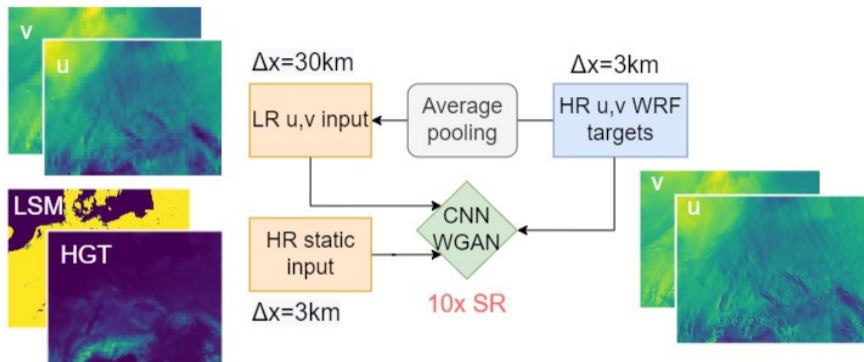 v
u
LSM
HGT
Δx=30km
LR u,v input
Average
pooling
Δx=3km
HR u,v WRF
targets
HR static
input
Δx=3km
CNN
WGAN
10x SR
v
u